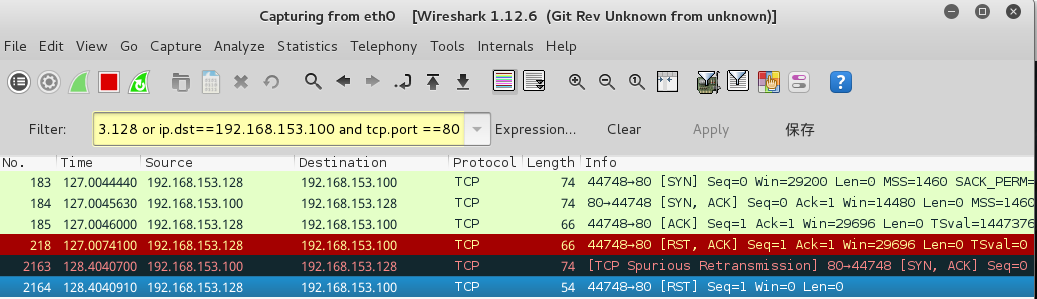 Capturing from eth0 [Wireshark 1.12.6 (Git Rev Unknown from unknown)]
File Edit View Go Capture Analyze Statistics Telephony Tools Internals Help
Filter: 3.128 or ip.dst==192.168.153.100 and tcp.port ==80 Expression... Clear Apply 保存
No. Time Source Destination Protocol Length Info
183 127.0044440 192.168.153.128 192.168.153.100 TCP 74 44748→80 [SYN] Seq=0 Win=29200 Len=0 MSS=1460 SACK_PERM=
184 127.0045630 192.168.153.100 192.168.153.128 TCP 74 80→44748 [SYN, ACK] Seq=0 Ack=1 Win=14480 Len=0 MSS=1460
185 127.0046000 192.168.153.128 192.168.153.100 TCP 66 44748→80 [ACK] Seq=1 Ack=1 Win=29696 Len=0 TSval=1447376
218 127.0074100 192.168.153.128 192.168.153.100 TCP 66 44748→80 [RST, ACK] Seq=1 Ack=1 Win=29696 Len=0 TSval=0
2163 128.4040700 192.168.153.100 192.168.153.128 TCP 74 [TCP Spurious Retransmission] 80→44748 [SYN, ACK] Seq=0
2164 128.4040910 192.168.153.128 192.168.153.100 TCP 54 44748→80 [RST] Seq=1 Win=0 Len=0